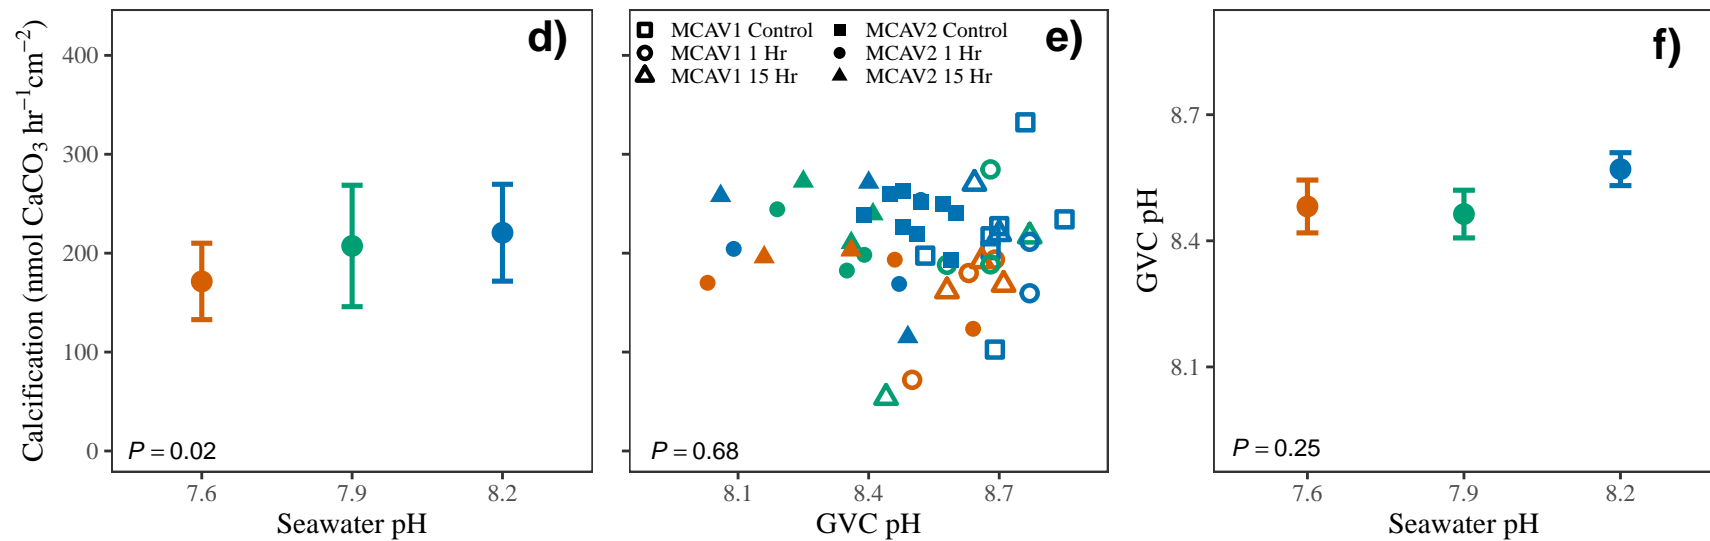 d)
Calcification (nmol CaCO₃ hr⁻¹cm⁻²)
400
300
200
100
0
P = 0.02
7.6 7.9 8.2
Seawater pH
e)
MCAV1 Control MCAV2 Control
MCAV1 1 Hr MCAV2 1 Hr
MCAV1 15 Hr MCAV2 15 Hr
P = 0.68
8.1 8.4 8.7
GVC pH
f)
GVC pH
8.7
8.4
8.1
P = 0.25
7.6 7.9 8.2
Seawater pH